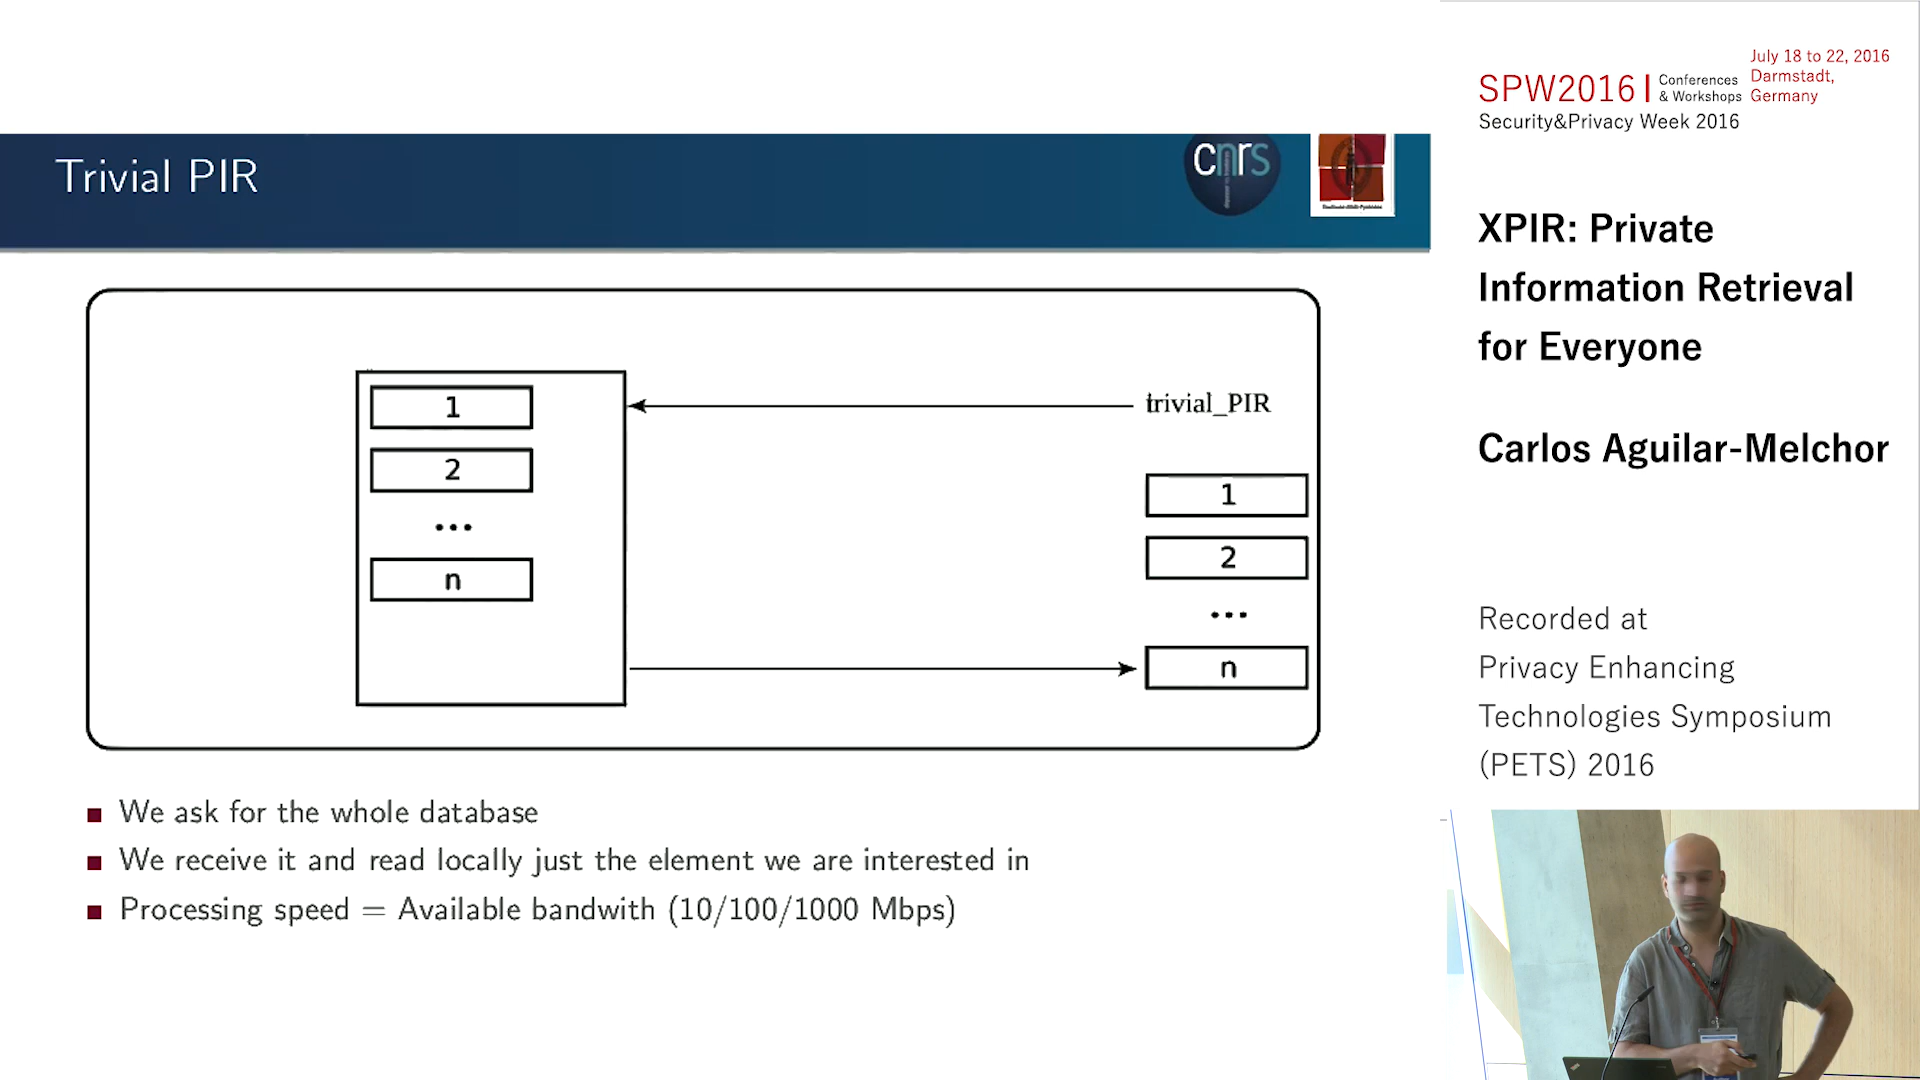 Trivial PIR
cnrs
1
2
...
n
trivial_PIR
1
2
...
n
We ask for the whole database
We receive it and read locally just the element we are interested in
Processing speed = Available bandwith (10/100/1000 Mbps)
SPW2016 | Conferences & Workshops
July 18 to 22, 2016
Darmstadt,
Germany
Security&Privacy Week 2016
XPIR: Private
Information Retrieval
for Everyone
Carlos Aguilar-Melchor
Recorded at
Privacy Enhancing
Technologies Symposium
(PETS) 2016